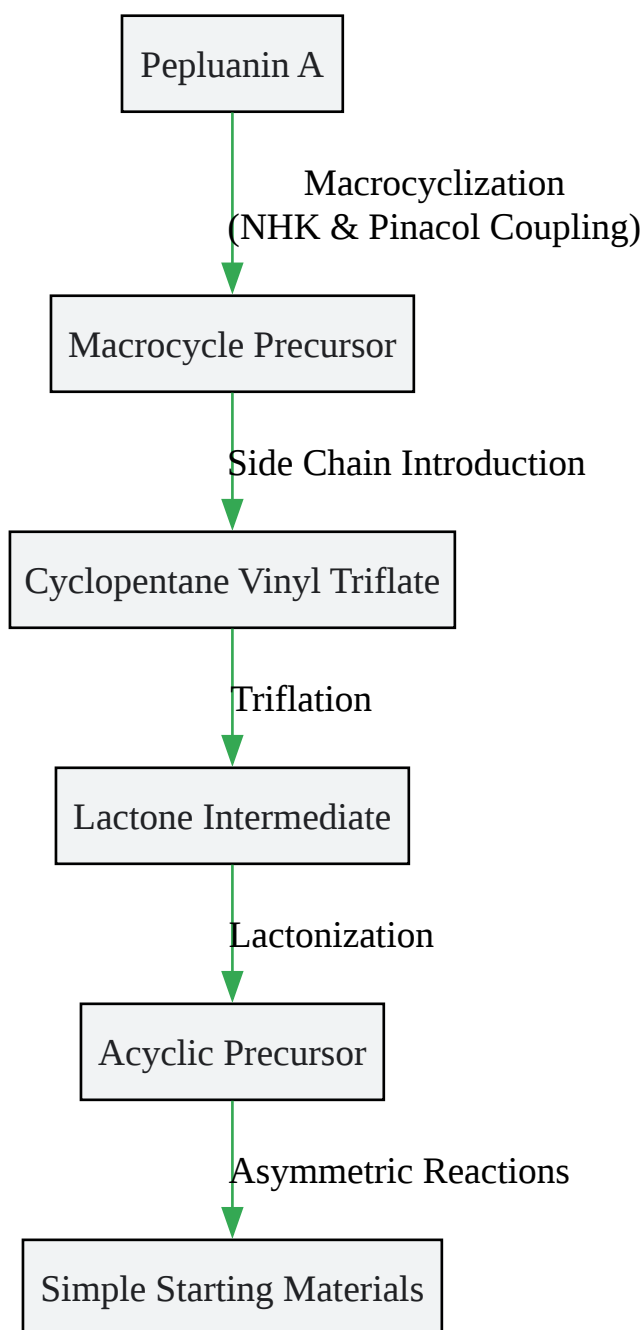 Pepluanin A
Macrocyclization
(NHK & Pinacol Coupling)
Macrocycle Precursor
Side Chain Introduction
Cyclopentane Vinyl Triflate
Triflation
Lactone Intermediate
Lactonization
Acyclic Precursor
Asymmetric Reactions
Simple Starting Materials